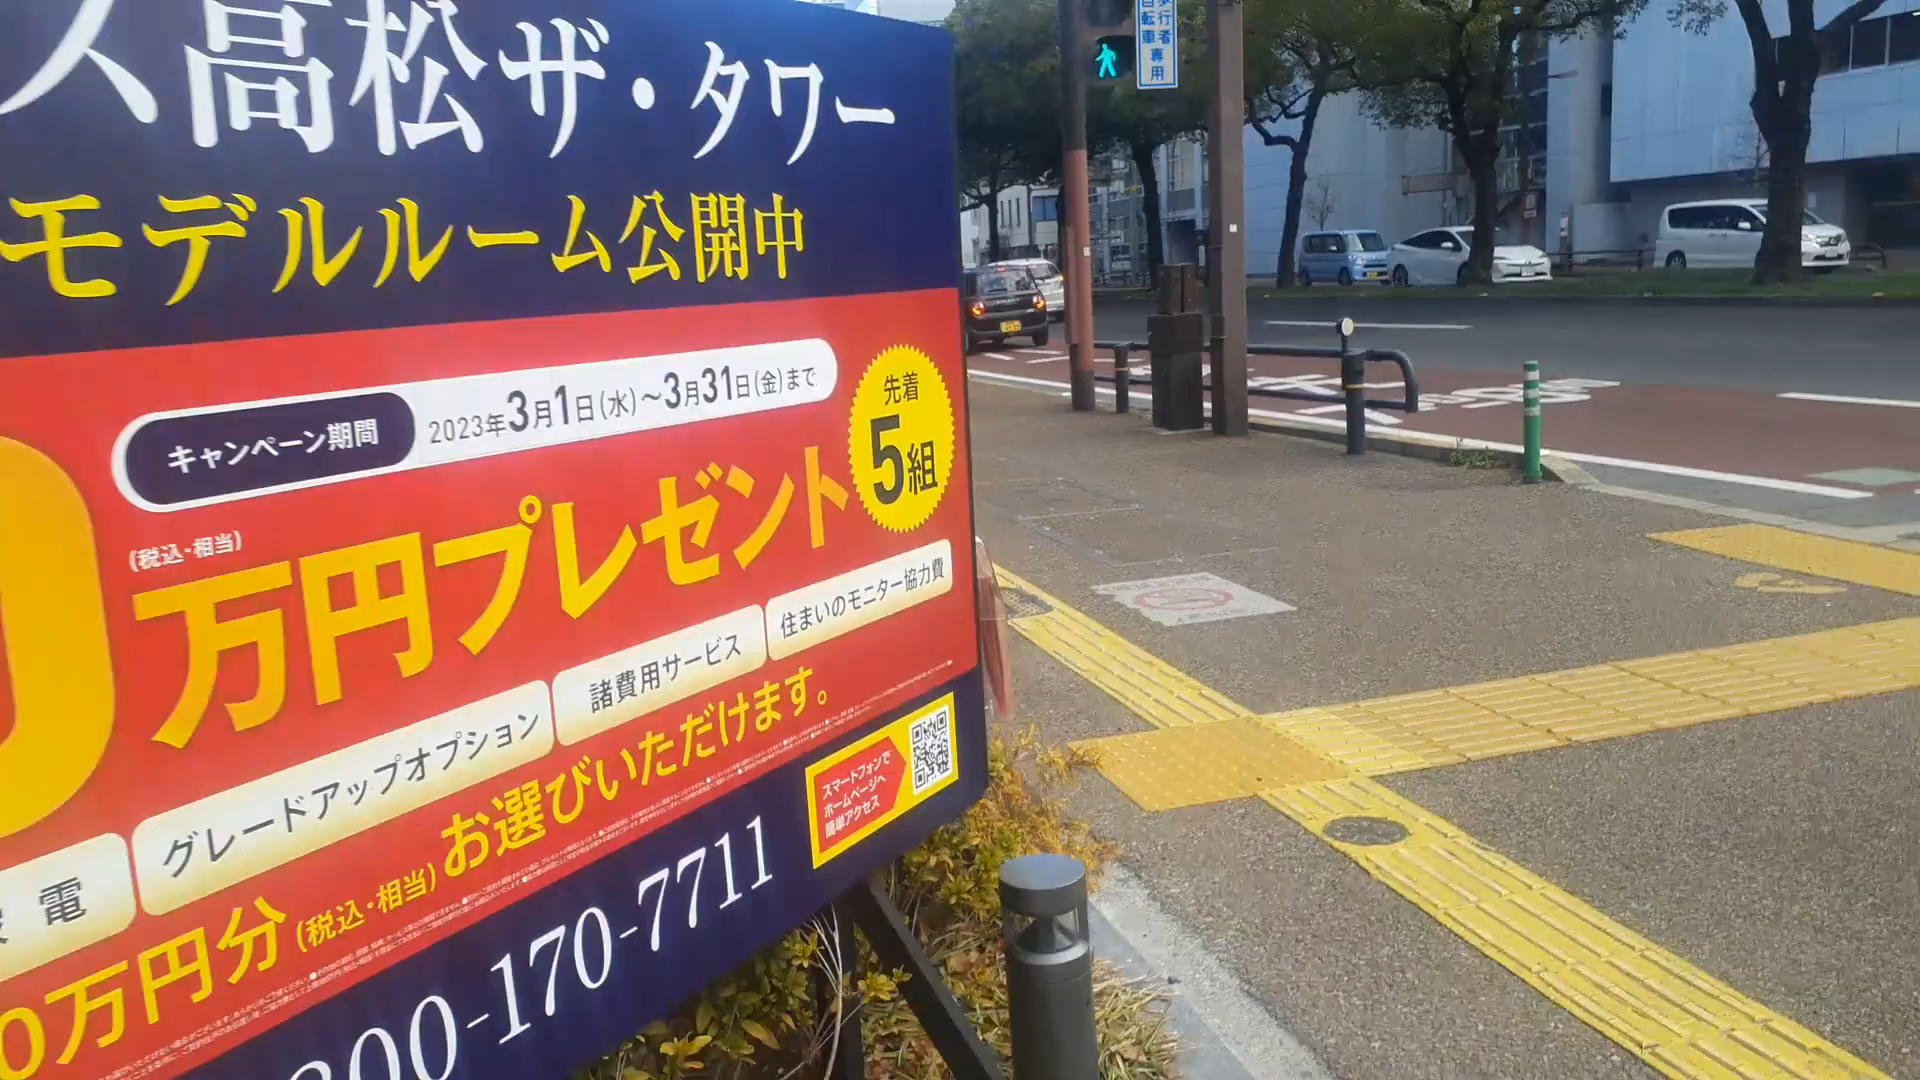 ス高松ザ・タワー
モデルルーム公開中
キャンペーン期間 2023年3月1日(水)~3月31日(金)まで
先着
5組
(税込・相当)
0万円プレゼント
電 グレードアップオプション 諸費用サービス 住まいのモニター協力費
0万円分(税込・相当)お選びいただけます。
スマートフォンで
ホームページへ
簡単アクセス
800-170-7711
歩行者
自転車
専用